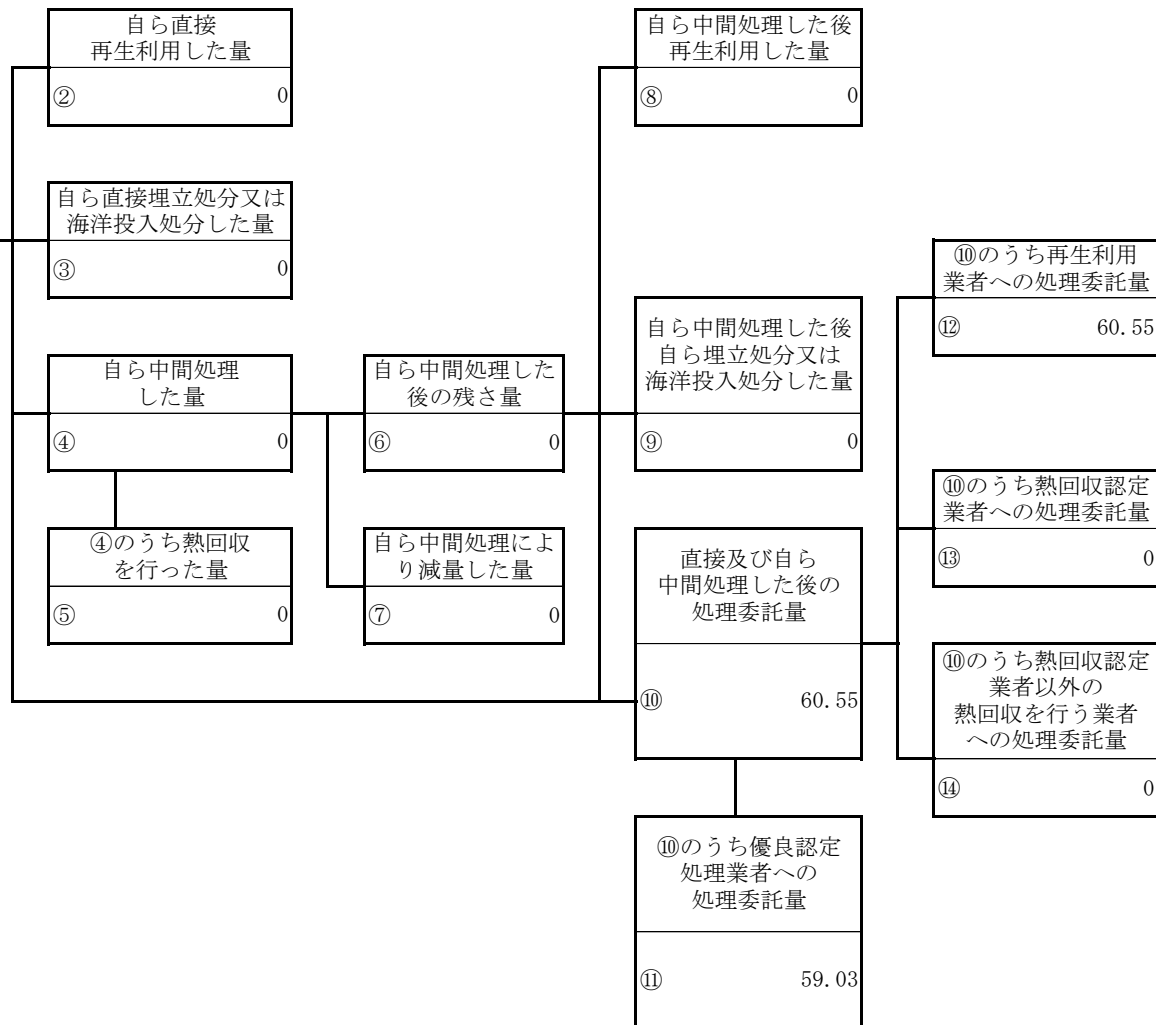 自ら直接
再生利用した量
② 0
自ら直接埋立処分又は
海洋投入処分した量
③ 0
自ら中間処理
した量
④ 0
④のうち熱回収
を行った量
⑤ 0
自ら中間処理した
後の残さ量
⑥ 0
自ら中間処理によ
り減量した量
⑦ 0
自ら中間処理した後
再生利用した量
⑧ 0
自ら中間処理した後
自ら埋立処分又は
海洋投入処分した量
⑨ 0
直接及び自ら
中間処理した後の
処理委託量
⑩ 60.55
⑩のうち優良認定
処理業者への
処理委託量
⑪ 59.03
⑩のうち再生利用
業者への処理委託量
⑫ 60.55
⑩のうち熱回収認定
業者への処理委託量
⑬ 0
⑩のうち熱回収認定
業者以外の
熱回収を行う業者
への処理委託量
⑭ 0